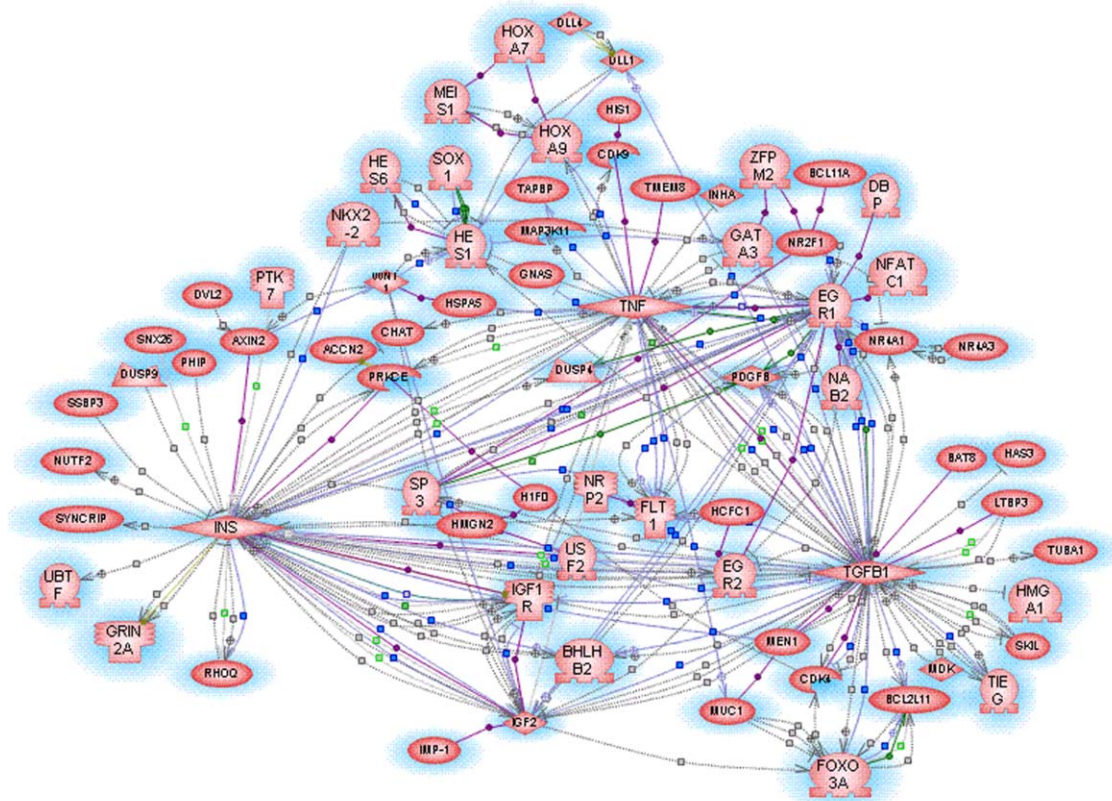 DLL4
HOX
A7
DLL1
MEI
S1
HIS1
HOX
A9
CDK9
ZFP
M2
BCL11A
SOX
1
HE
S6
TAPBP
TMEM8
INHA
DB
P
NKX2
-2
MAP3K11
GAT
A3
NR2F1
HE
S1
NFAT
C1
PTK
7
GNAS
DVL2
HSPA5
TNF
EG
R1
SNX26
AXIN2
CHAT
NR4A1
NR4A3
PHIP
ACCN2
DUSP9
DUSP4
PDGFB
NA
B2
SSBP3
BAT8
HAS3
NUTF2
SP
3
H1F0
NR
P2
FLT
1
HCFC1
LTBP3
SYNCRIP
INS
HMGN2
US
F2
EG
R2
TGFB1
TUBA1
UBT
F
IGF1
R
HMG
A1
GRIN
2A
BHLH
B2
MEN1
SKIL
RHOQ
CDK4
MDK
TIE
G
MUC1
BCL2L11
IGF2
IMP-1
FOXO
3A